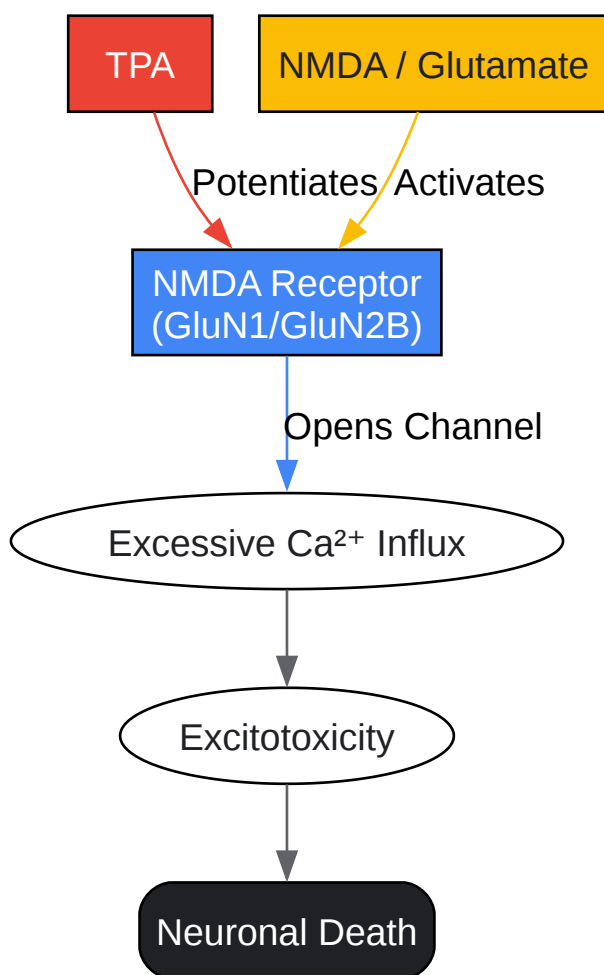 TPA
NMDA / Glutamate
Potentiates
Activates
NMDA Receptor
(GluN1/GluN2B)
Opens Channel
Excessive Ca²⁺ Influx
Excitotoxicity
Neuronal Death